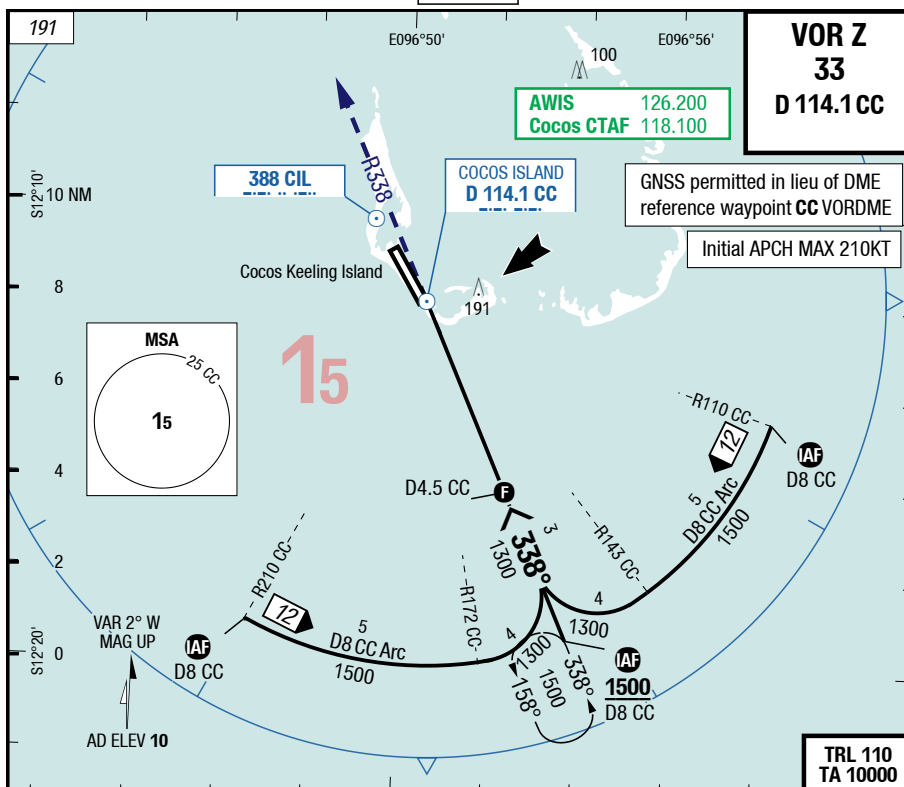 191
E096°50'
E096°56'
VOR Z
33
D 114.1 CC
100
AWIS 126.200
Cocos CTAF 118.100
R338
S12°10'
10 NM
388 CIL
COCOS ISLAND
D 114.1 CC
GNSS permitted in lieu of DME
reference waypoint CC VORDME
Initial APCH MAX 210KT
Cocos Keeling Island
8
191
MSA
25 CC
15
15
6
R110 CC
12
IAF
D8 CC
4
D4.5 CC
F
5
D8 CC Arc
1500
3
338°
1300
R143 CC
2
R210 CC
R172 CC
4
1300
12
5
D8 CC Arc
1500
4
1300
1500
158°
338°
VAR 2° W
MAG UP
S12°20'
0
IAF
D8 CC
IAF
1500
D8 CC
AD ELEV 10
TRL 110
TA 10000